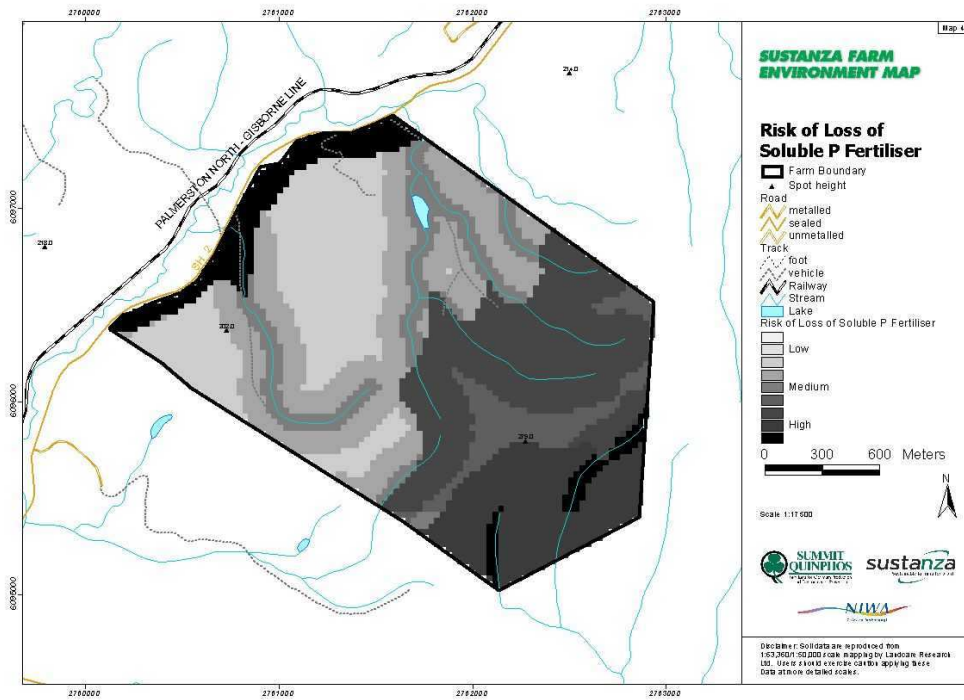 2760000 2761000 2762000 2763000
Map 4
SUSTANZA FARM
ENVIRONMENT MAP
Risk of Loss of
Soluble P Fertiliser
Farm Boundary
Spot height
Road
metalled
sealed
unmetalled
Track
foot
vehicle
Railway
Stream
Lake
Risk of Loss of Soluble P Fertiliser
Low
Medium
High
0 300 600 Meters
N
SUMMIT
QUINPHOS
sustanza
NIWA
Disclaimer: Soil data are reproduced from
1:63,360/1:50,000 scale mapping by Landcare Research
Ltd. Users should exercise caution applying these
Data at more detailed scales.
PALMERSTON NORTH - GISBORNE LINE
SH 2
6097000
6096000
6095000
2760000 2761000 2762000 2763000